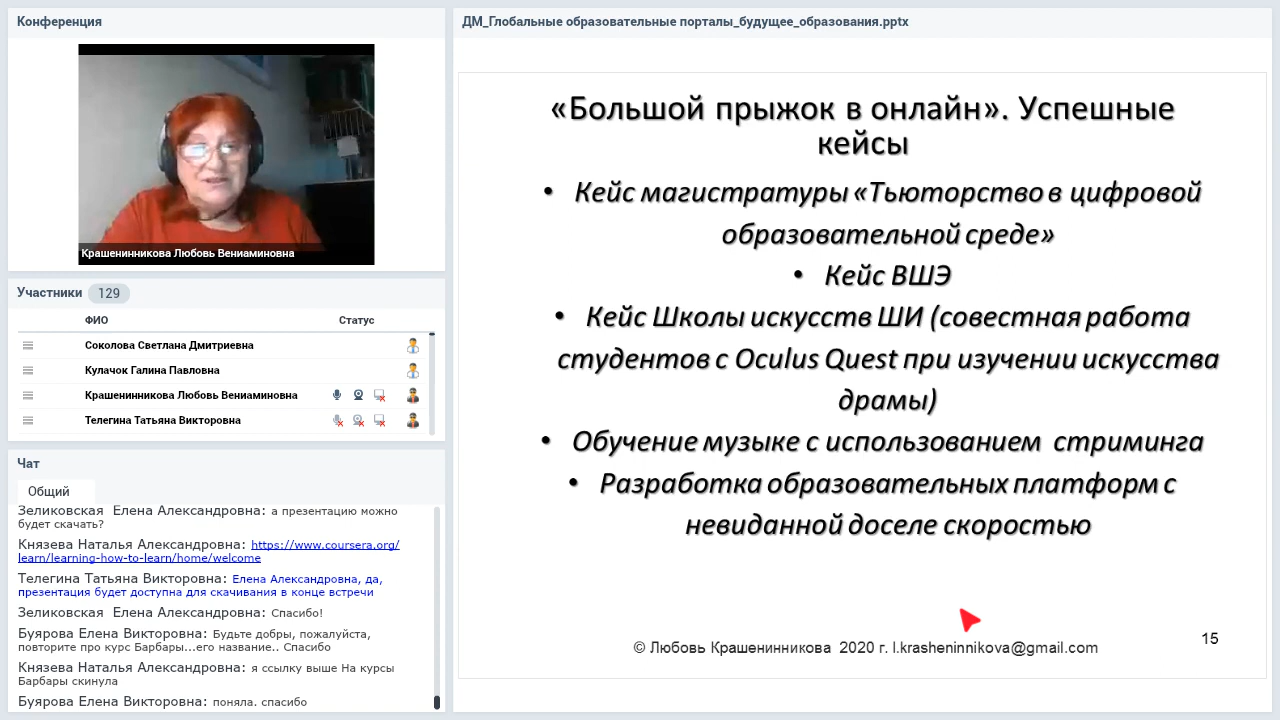 Конференция
Крашенинникова Любовь Вениаминовна
Участники 129
ФИО Статус
Соколова Светлана Дмитриевна
Кулачок Галина Павловна
Крашенинникова Любовь Вениаминовна
Телегина Татьяна Викторовна
Чат
Общий
Зеликовская Елена Александровна: а презентацию можно
будет скачать?
Князева Наталья Александровна: https://www.coursera.org/
learn/learning-how-to-learn/home/welcome
Телегина Татьяна Викторовна: Елена Александровна, да,
презентация будет доступна для скачивания в конце встречи
Зеликовская Елена Александровна: Спасибо!
Буярова Елена Викторовна: Будьте добры, пожалуйста,
повторите про курс Барбары...его название.. Спасибо
Князева Наталья Александровна: я ссылку выше На курсы
Барбары скинула
Буярова Елена Викторовна: поняла. спасибо
ДМ_Глобальные образовательные порталы_будущее_образования.pptx
«Большой прыжок в онлайн». Успешные
кейсы
• Кейс магистратуры «Тьюторство в цифровой
образовательной среде»
• Кейс ВШЭ
• Кейс Школы искусств ШИ (совестная работа
студентов с Oculus Quest при изучении искусства
драмы)
• Обучение музыке с использованием стриминга
• Разработка образовательных платформ с
невиданной доселе скоростью
© Любовь Крашенинникова 2020 г. l.krasheninnikova@gmail.com
15